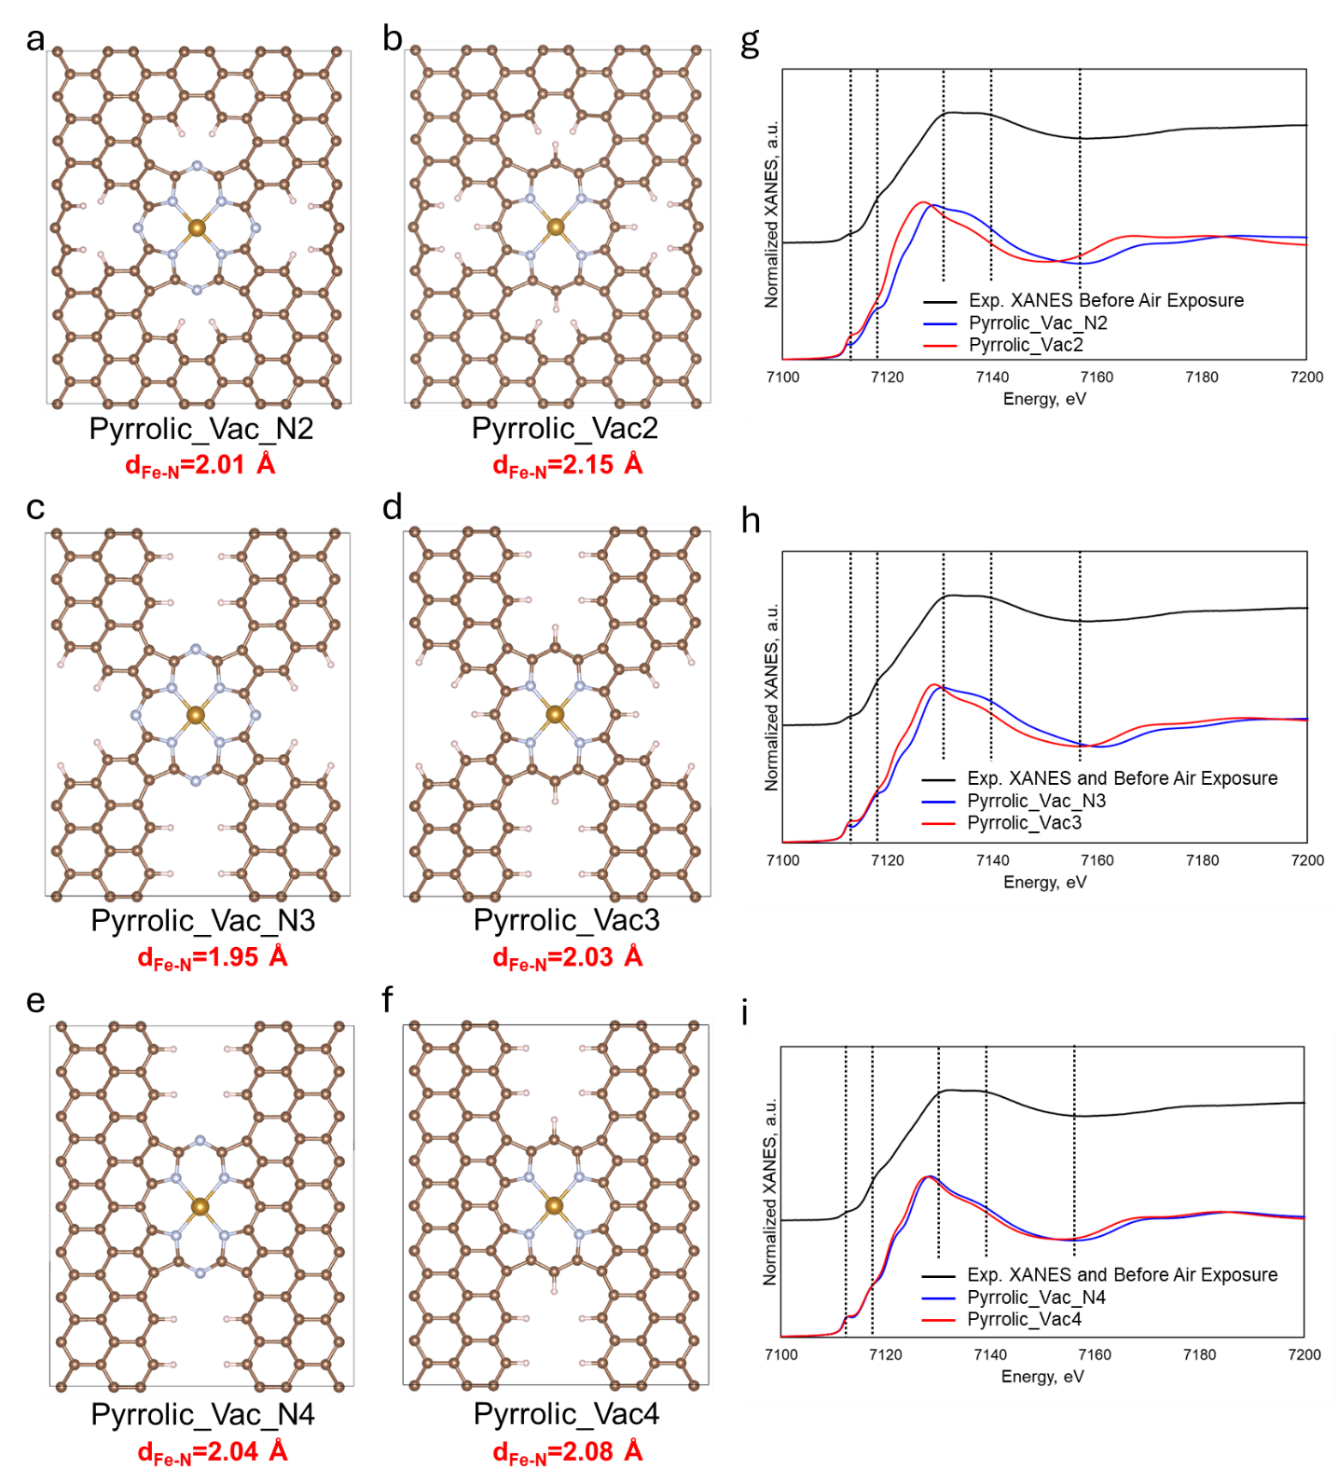 a
b
g
Pyrrolic_Vac_N2
dFe-N=2.01 Å
Pyrrolic_Vac2
dFe-N=2.15 Å
Normalized XANES, a.u.
Exp. XANES Before Air Exposure
Pyrrolic_Vac_N2
Pyrrolic_Vac2
7100 7120 7140 7160 7180 7200
Energy, eV
c
d
h
Pyrrolic_Vac_N3
dFe-N=1.95 Å
Pyrrolic_Vac3
dFe-N=2.03 Å
Normalized XANES, a.u.
Exp. XANES and Before Air Exposure
Pyrrolic_Vac_N3
Pyrrolic_Vac3
7100 7120 7140 7160 7180 7200
Energy, eV
e
f
i
Pyrrolic_Vac_N4
dFe-N=2.04 Å
Pyrrolic_Vac4
dFe-N=2.08 Å
Normalized XANES, a.u.
Exp. XANES and Before Air Exposure
Pyrrolic_Vac_N4
Pyrrolic_Vac4
7100 7120 7140 7160 7180 7200
Energy, eV